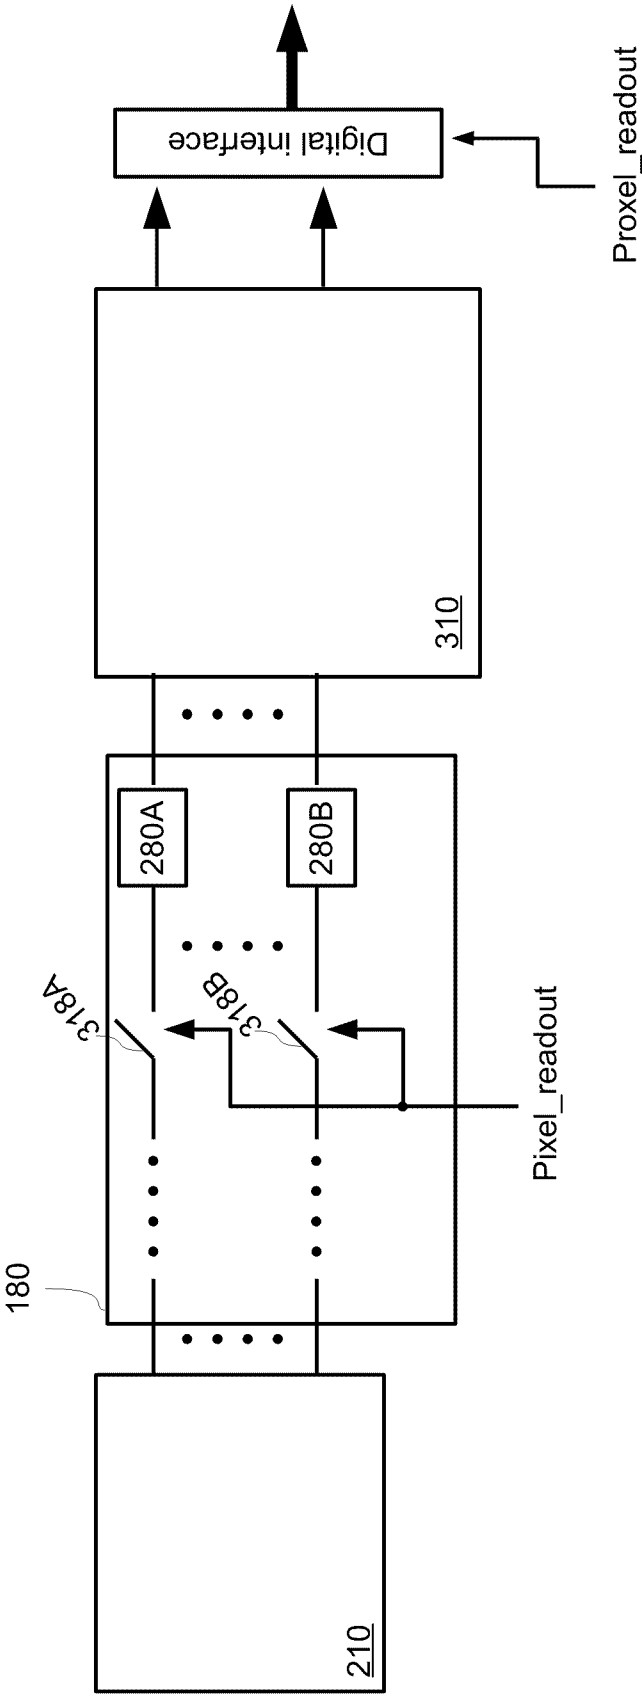 Digital interface
Proxel_readout
310
280A
280B
318A
318B
Pixel_readout
180
210